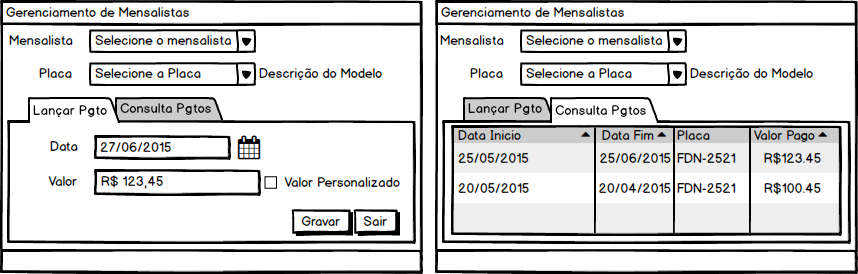 Gerenciamento de Mensalistas
Mensalista Selecione o mensalista
Placa Selecione a Placa Descrição do Modelo
Lançar Pgto Consulta Pgtos
Data 27/06/2015
Valor R$ 123,45 Valor Personalizado
Gravar Sair
Gerenciamento de Mensalistas
Mensalista Selecione o mensalista
Placa Selecione a Placa Descrição do Modelo
Lançar Pgto Consulta Pgtos
Data Inicio Data Fim Placa Valor Pago
25/05/2015 25/06/2015 FDN-2521 R$123.45
20/05/2015 20/04/2015 FDN-2521 R$100.45